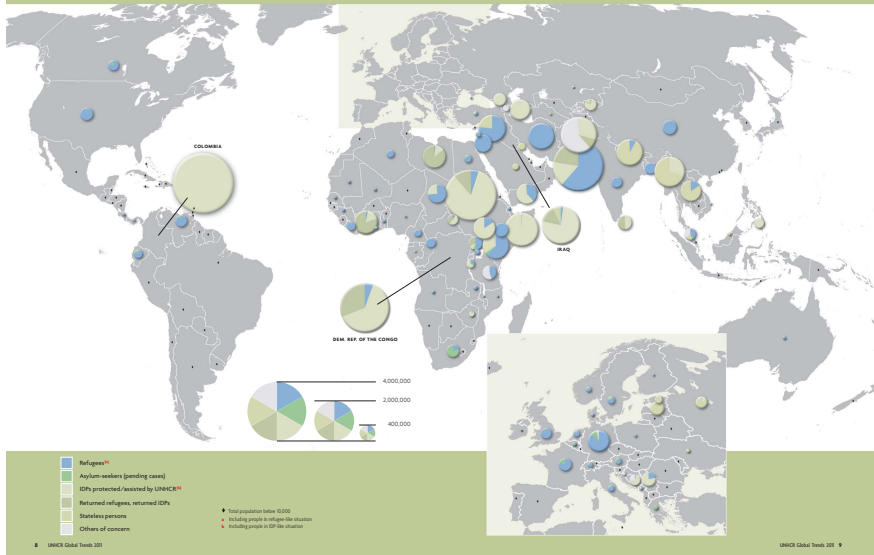 COLOMBIA
IRAQ
DEM. REP. OF THE CONGO
4,000,000
2,000,000
400,000
Refugees
Asylum-seekers (pending cases)
IDPs protected/assisted by UNHCR
Returned refugees, returned IDPs
Stateless persons
Others of concern
Total population below 10,000
Including people in refugee-like situation
Including people in IDP-like situation
8 UNHCR Global Trends 2011
UNHCR Global Trends 2011 9